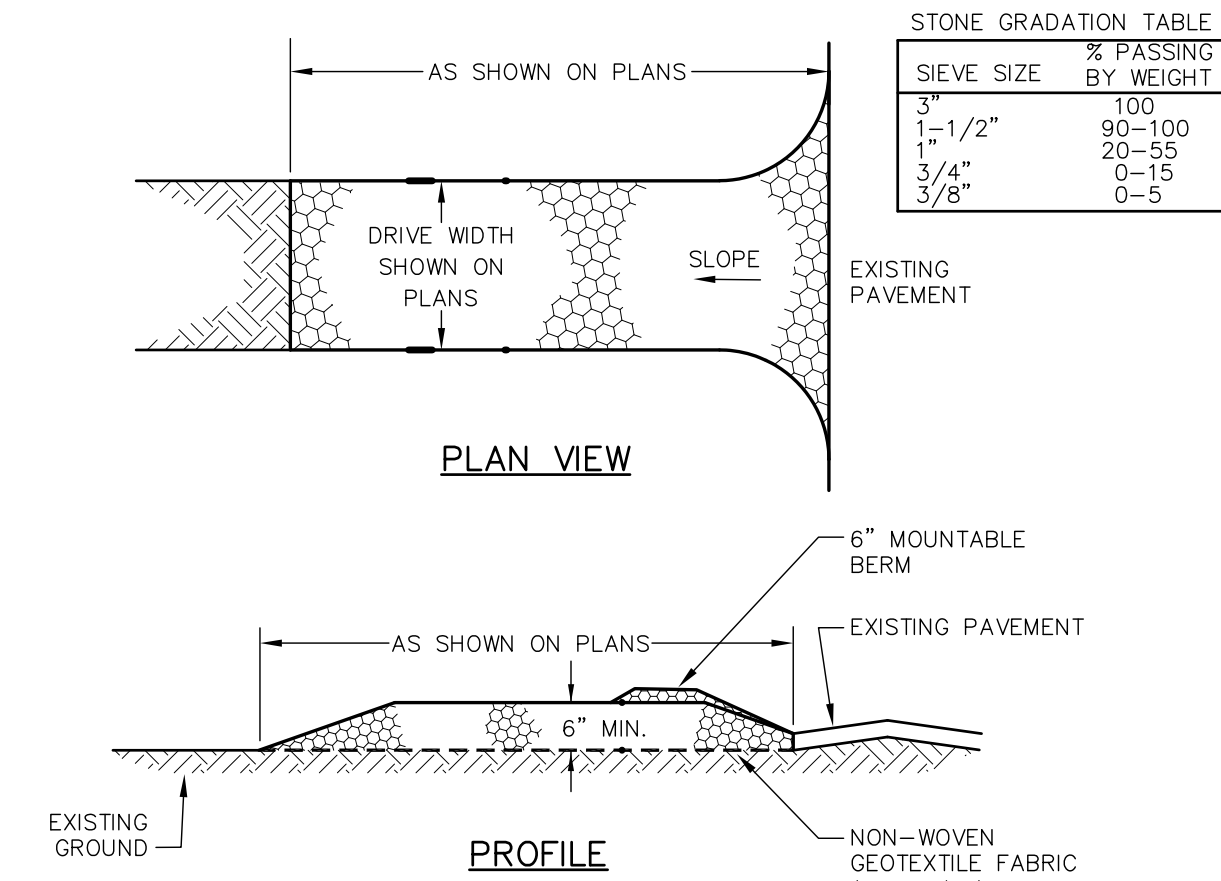 STONE GRADATION TABLE
SIEVE SIZE
% PASSING
BY WEIGHT
3" 100
1-1/2" 90-100
1" 20-55
3/4" 0-15
3/8" 0-5
AS SHOWN ON PLANS
DRIVE WIDTH
SHOWN ON
PLANS
SLOPE
EXISTING
PAVEMENT
PLAN VIEW
6" MOUNTABLE
BERM
EXISTING PAVEMENT
AS SHOWN ON PLANS
6" MIN.
EXISTING
GROUND
PROFILE
NON-WOVEN
GEOTEXTILE FABRIC